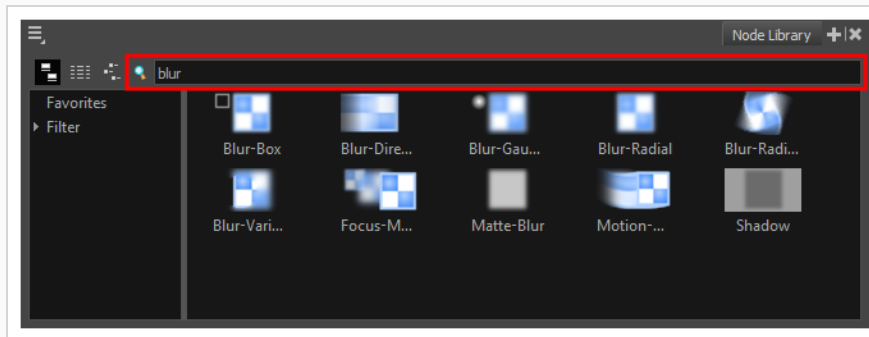 Node Library
blur
Favorites
Filter
Blur-Box Blur-Dire... Blur-Gau... Blur-Radial Blur-Radi...
Blur-Vari... Focus-M... Matte-Blur Motion-... Shadow